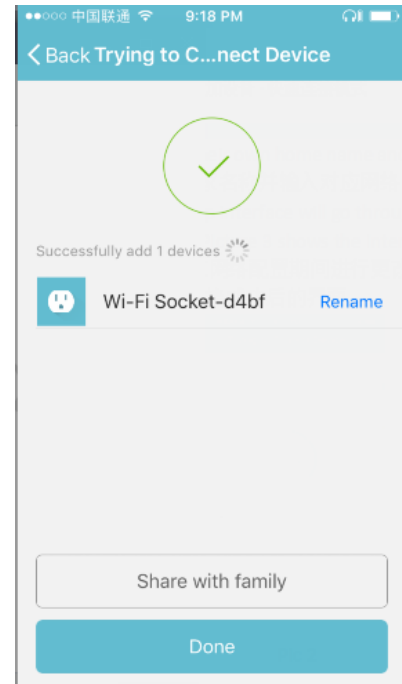 中国联通 9:18 PM
Back Trying to C...nect Device
Successfully add 1 devices
Wi-Fi Socket-d4bf Rename
Share with family
Done